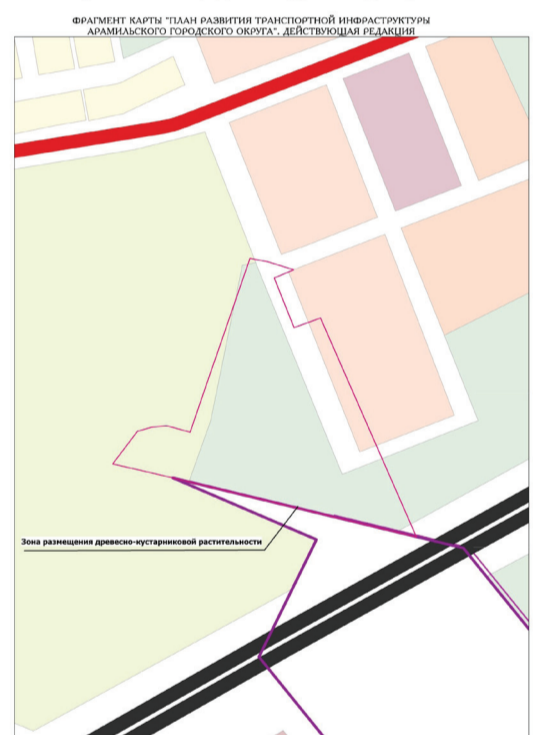 ФРАГМЕНТ КАРТЫ "ПЛАН РАЗВИТИЯ ТРАНСПОРТНОЙ ИНФРАСТРУКТУРЫ
АРАМИЛЬСКОГО ГОРОДСКОГО ОКРУГА". ДЕЙСТВУЮЩАЯ РЕДАКЦИЯ
Зона размещения древесно-кустарниковой растительности